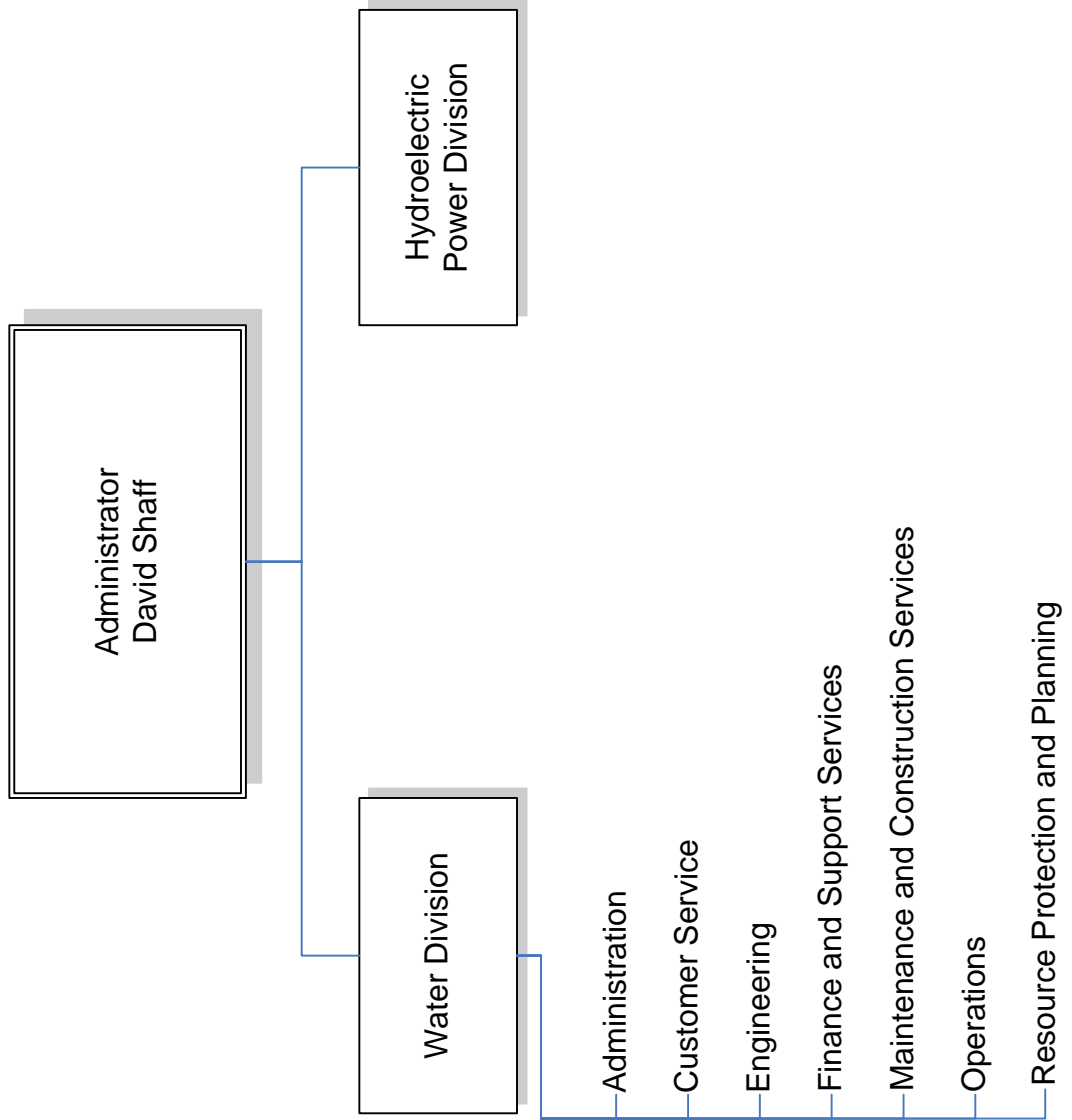 Administrator
David Shaff
Water Division
Hydroelectric
Power Division
Administration
Customer Service
Engineering
Finance and Support Services
Maintenance and Construction Services
Operations
Resource Protection and Planning